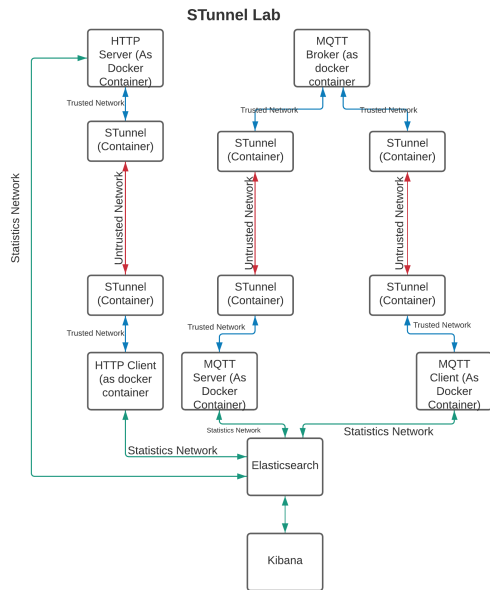 STunnel Lab
HTTP
Server (As
Docker
Container)
MQTT
Broker (as
docker
container
Trusted Network
Trusted Network
Trusted Network
STunnel
(Container)
STunnel
(Container)
STunnel
(Container)
Statistics Network
Untrusted Network
Untrusted Network
Untrusted Network
STunnel
(Container)
STunnel
(Container)
STunnel
(Container)
Trusted Network
Trusted Network
Trusted Network
HTTP Client
(as docker
container
MQTT
Server (As
Docker
Container)
MQTT
Client (As
Docker
Container)
Statistics Network
Statistics Network
Statistics Network
Elasticsearch
Kibana